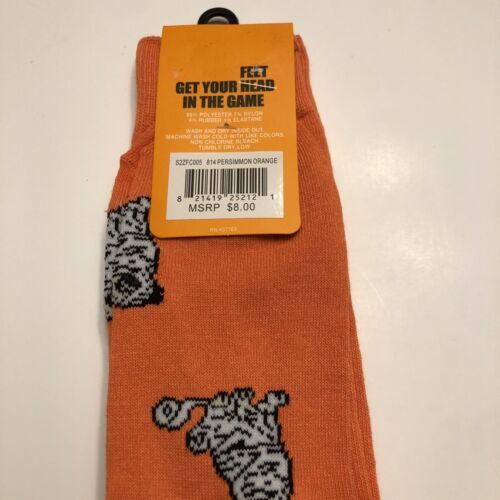 FEET
GET YOUR HEAD
IN THE GAME
88% POLYESTER 7% NYLON
4% RUBBER 1% ELASTANE
WASH AND DRY INSIDE OUT.
MACHINE WASH COLD WITH LIKE COLORS.
NON-CHLORINE BLEACH.
TUMBLE DRY LOW
S2ZFC005 814 PERSIMMON ORANGE
8 21419 25212 1
MSRP $8.00